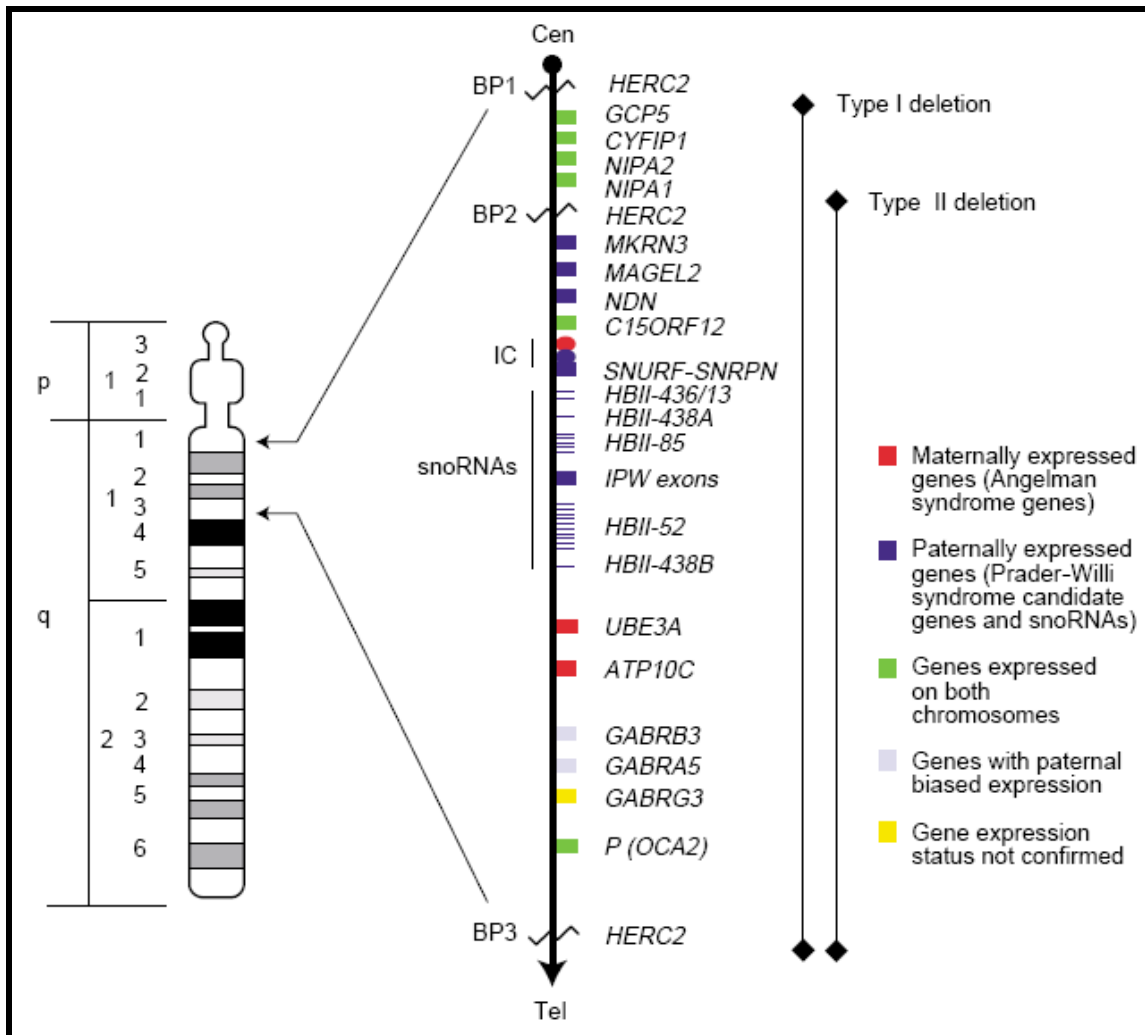 Cen
BP1
HERC2
GCP5
CYFIP1
NIPA2
NIPA1
BP2
HERC2
MKRN3
MAGEL2
NDN
C15ORF12
IC
SNURF-SNRPN
snoRNAs
HBII-436/13
HBII-438A
HBII-85
IPW exons
HBII-52
HBII-438B
UBE3A
ATP10C
GABRB3
GABRA5
GABRG3
P (OCA2)
BP3
HERC2
Tel
Type I deletion
Type II deletion
p
1
3
2
1
q
1
1
2
3
4
5
2
1
2
3
4
5
6
Maternally expressed
genes (Angelman
syndrome genes)
Paternally expressed
genes (Prader-Willi
syndrome candidate
genes and snoRNAs)
Genes expressed
on both
chromosomes
Genes with paternal
biased expression
Gene expression
status not confirmed